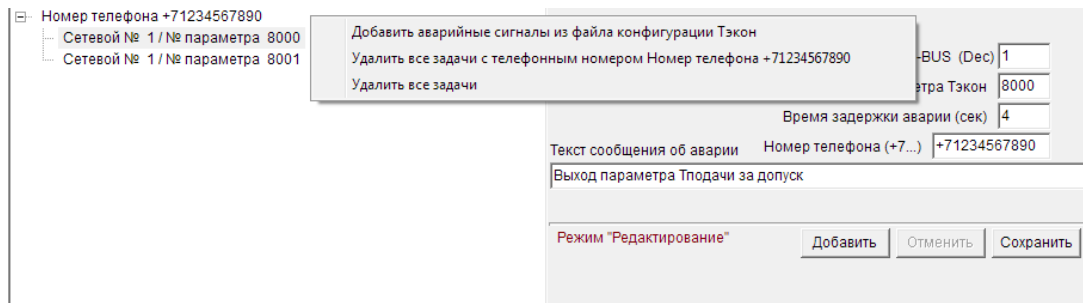 Номер телефона +71234567890
Сетевой № 1 / № параметра 8000
Сетевой № 1 / № параметра 8001
Добавить аварийные сигналы из файла конфигурации Тэкон
Удалить все задачи с телефонным номером Номер телефона +71234567890
Удалить все задачи
-BUS (Dec) 1
Тэкон 8000
Время задержки аварии (сек) 4
Текст сообщения об аварии Номер телефона (+7...) +71234567890
Выход параметра Тподачи за допуск
Режим "Редактирование" Добавить Отменить Сохранить